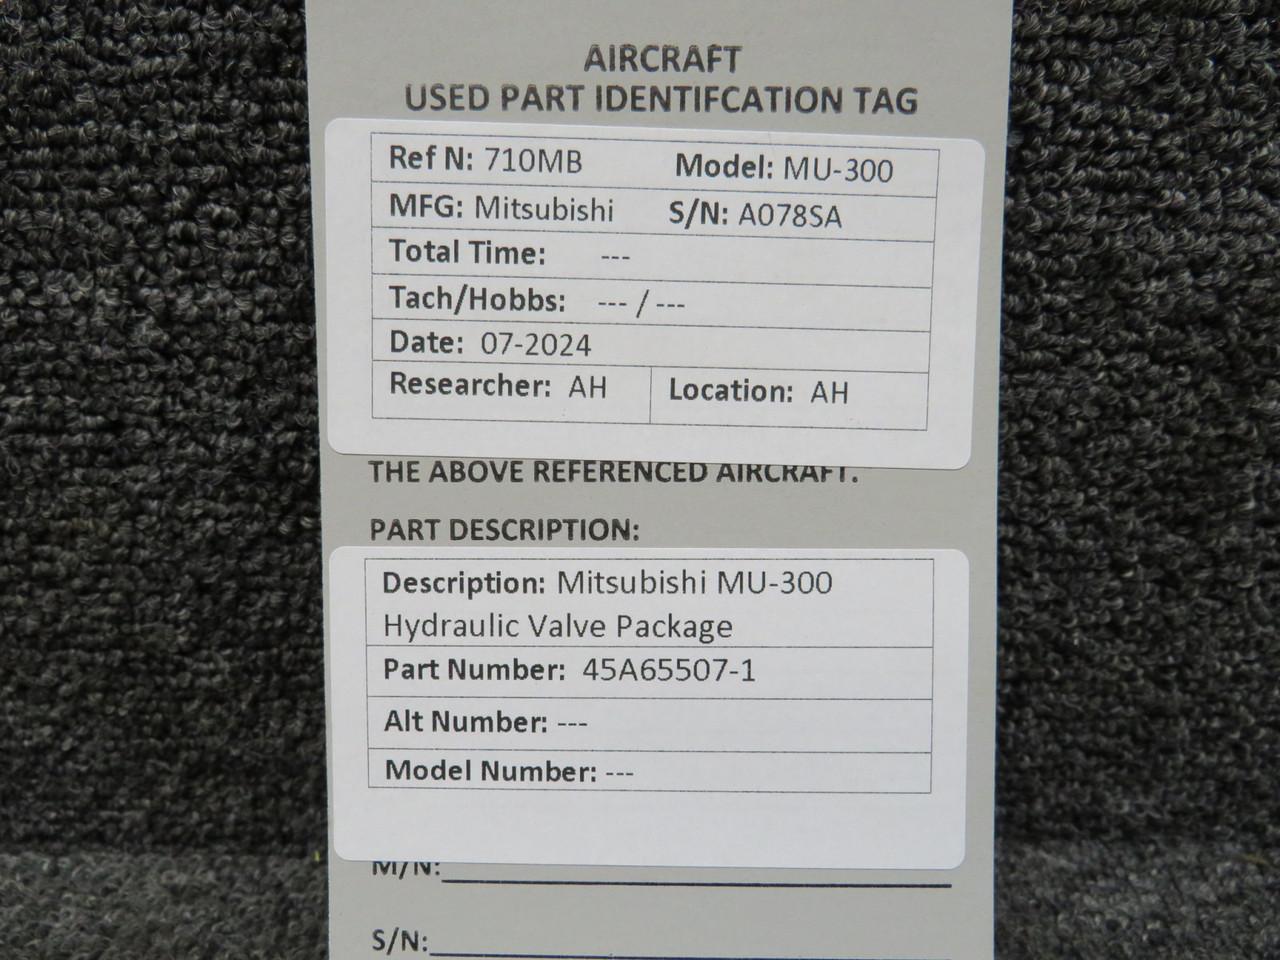 AIRCRAFT
USED PART IDENTIFCATION TAG
Ref N: 710MB Model: MU-300
MFG: Mitsubishi S/N: A078SA
Total Time: ---
Tach/Hobbs: --- / ---
Date: 07-2024
Researcher: AH Location: AH
THE ABOVE REFERENCED AIRCRAFT.
PART DESCRIPTION:
Description: Mitsubishi MU-300
Hydraulic Valve Package
Part Number: 45A65507-1
Alt Number: ---
Model Number: ---
M/N:
S/N: